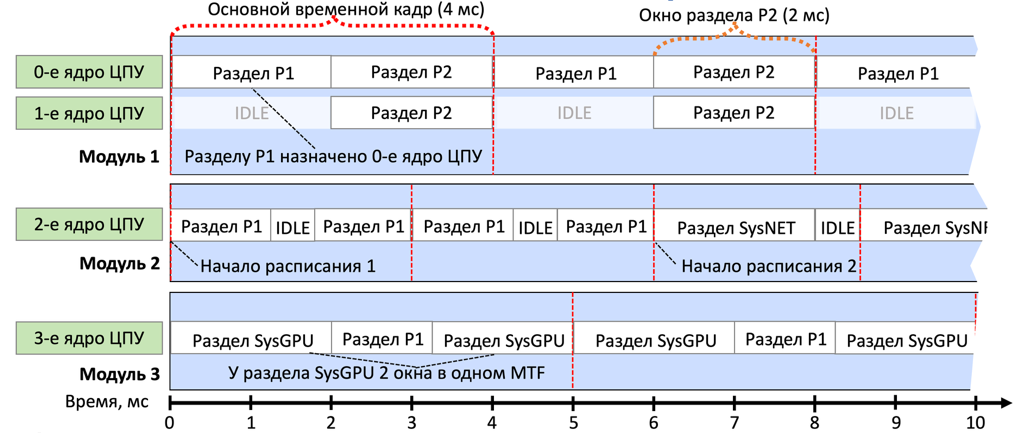 Основной временной кадр (4 мс)
Окно раздела P2 (2 мс)
0-е ядро ЦПУ
Раздел P1
Раздел P2
Раздел P1
Раздел P2
Раздел P1
1-е ядро ЦПУ
IDLE
Раздел P2
IDLE
Раздел P2
IDLE
Модуль 1
Разделу P1 назначено 0-е ядро ЦПУ
2-е ядро ЦПУ
Раздел P1
IDLE
Раздел P1
Раздел P1
IDLE
Раздел P1
Раздел SysNET
IDLE
Раздел SysNF
Модуль 2
Начало расписания 1
Начало расписания 2
3-е ядро ЦПУ
Раздел SysGPU
Раздел P1
Раздел SysGPU
Раздел SysGPU
Раздел P1
Раздел SysGPU
Модуль 3
У раздела SysGPU 2 окна в одном MTF
Время, мс
0 1 2 3 4 5 6 7 8 9 10